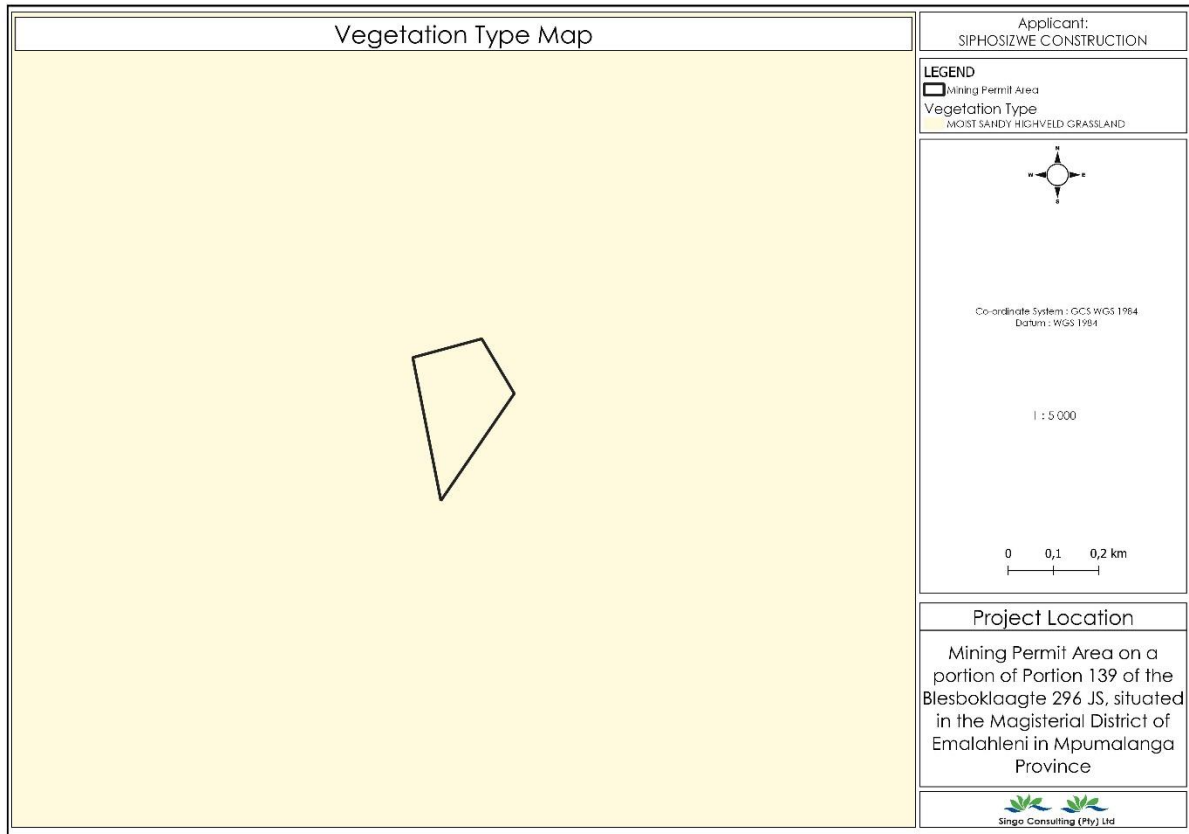 Vegetation Type Map
Applicant:
SIPHOSIZWE CONSTRUCTION
LEGEND
Mining Permit Area
Vegetation Type
MOIST SANDY HIGHVELD GRASSLAND
N
W E
S
Co-ordinate System : GCS WGS 1984
Datum : WGS 1984
1 : 5 000
0 0,1 0,2 km
Project Location
Mining Permit Area on a
portion of Portion 139 of the
Blesboklaagte 296 JS, situated
in the Magisterial District of
Emalahleni in Mpumalanga
Province
Singo Consulting (Pty) Ltd